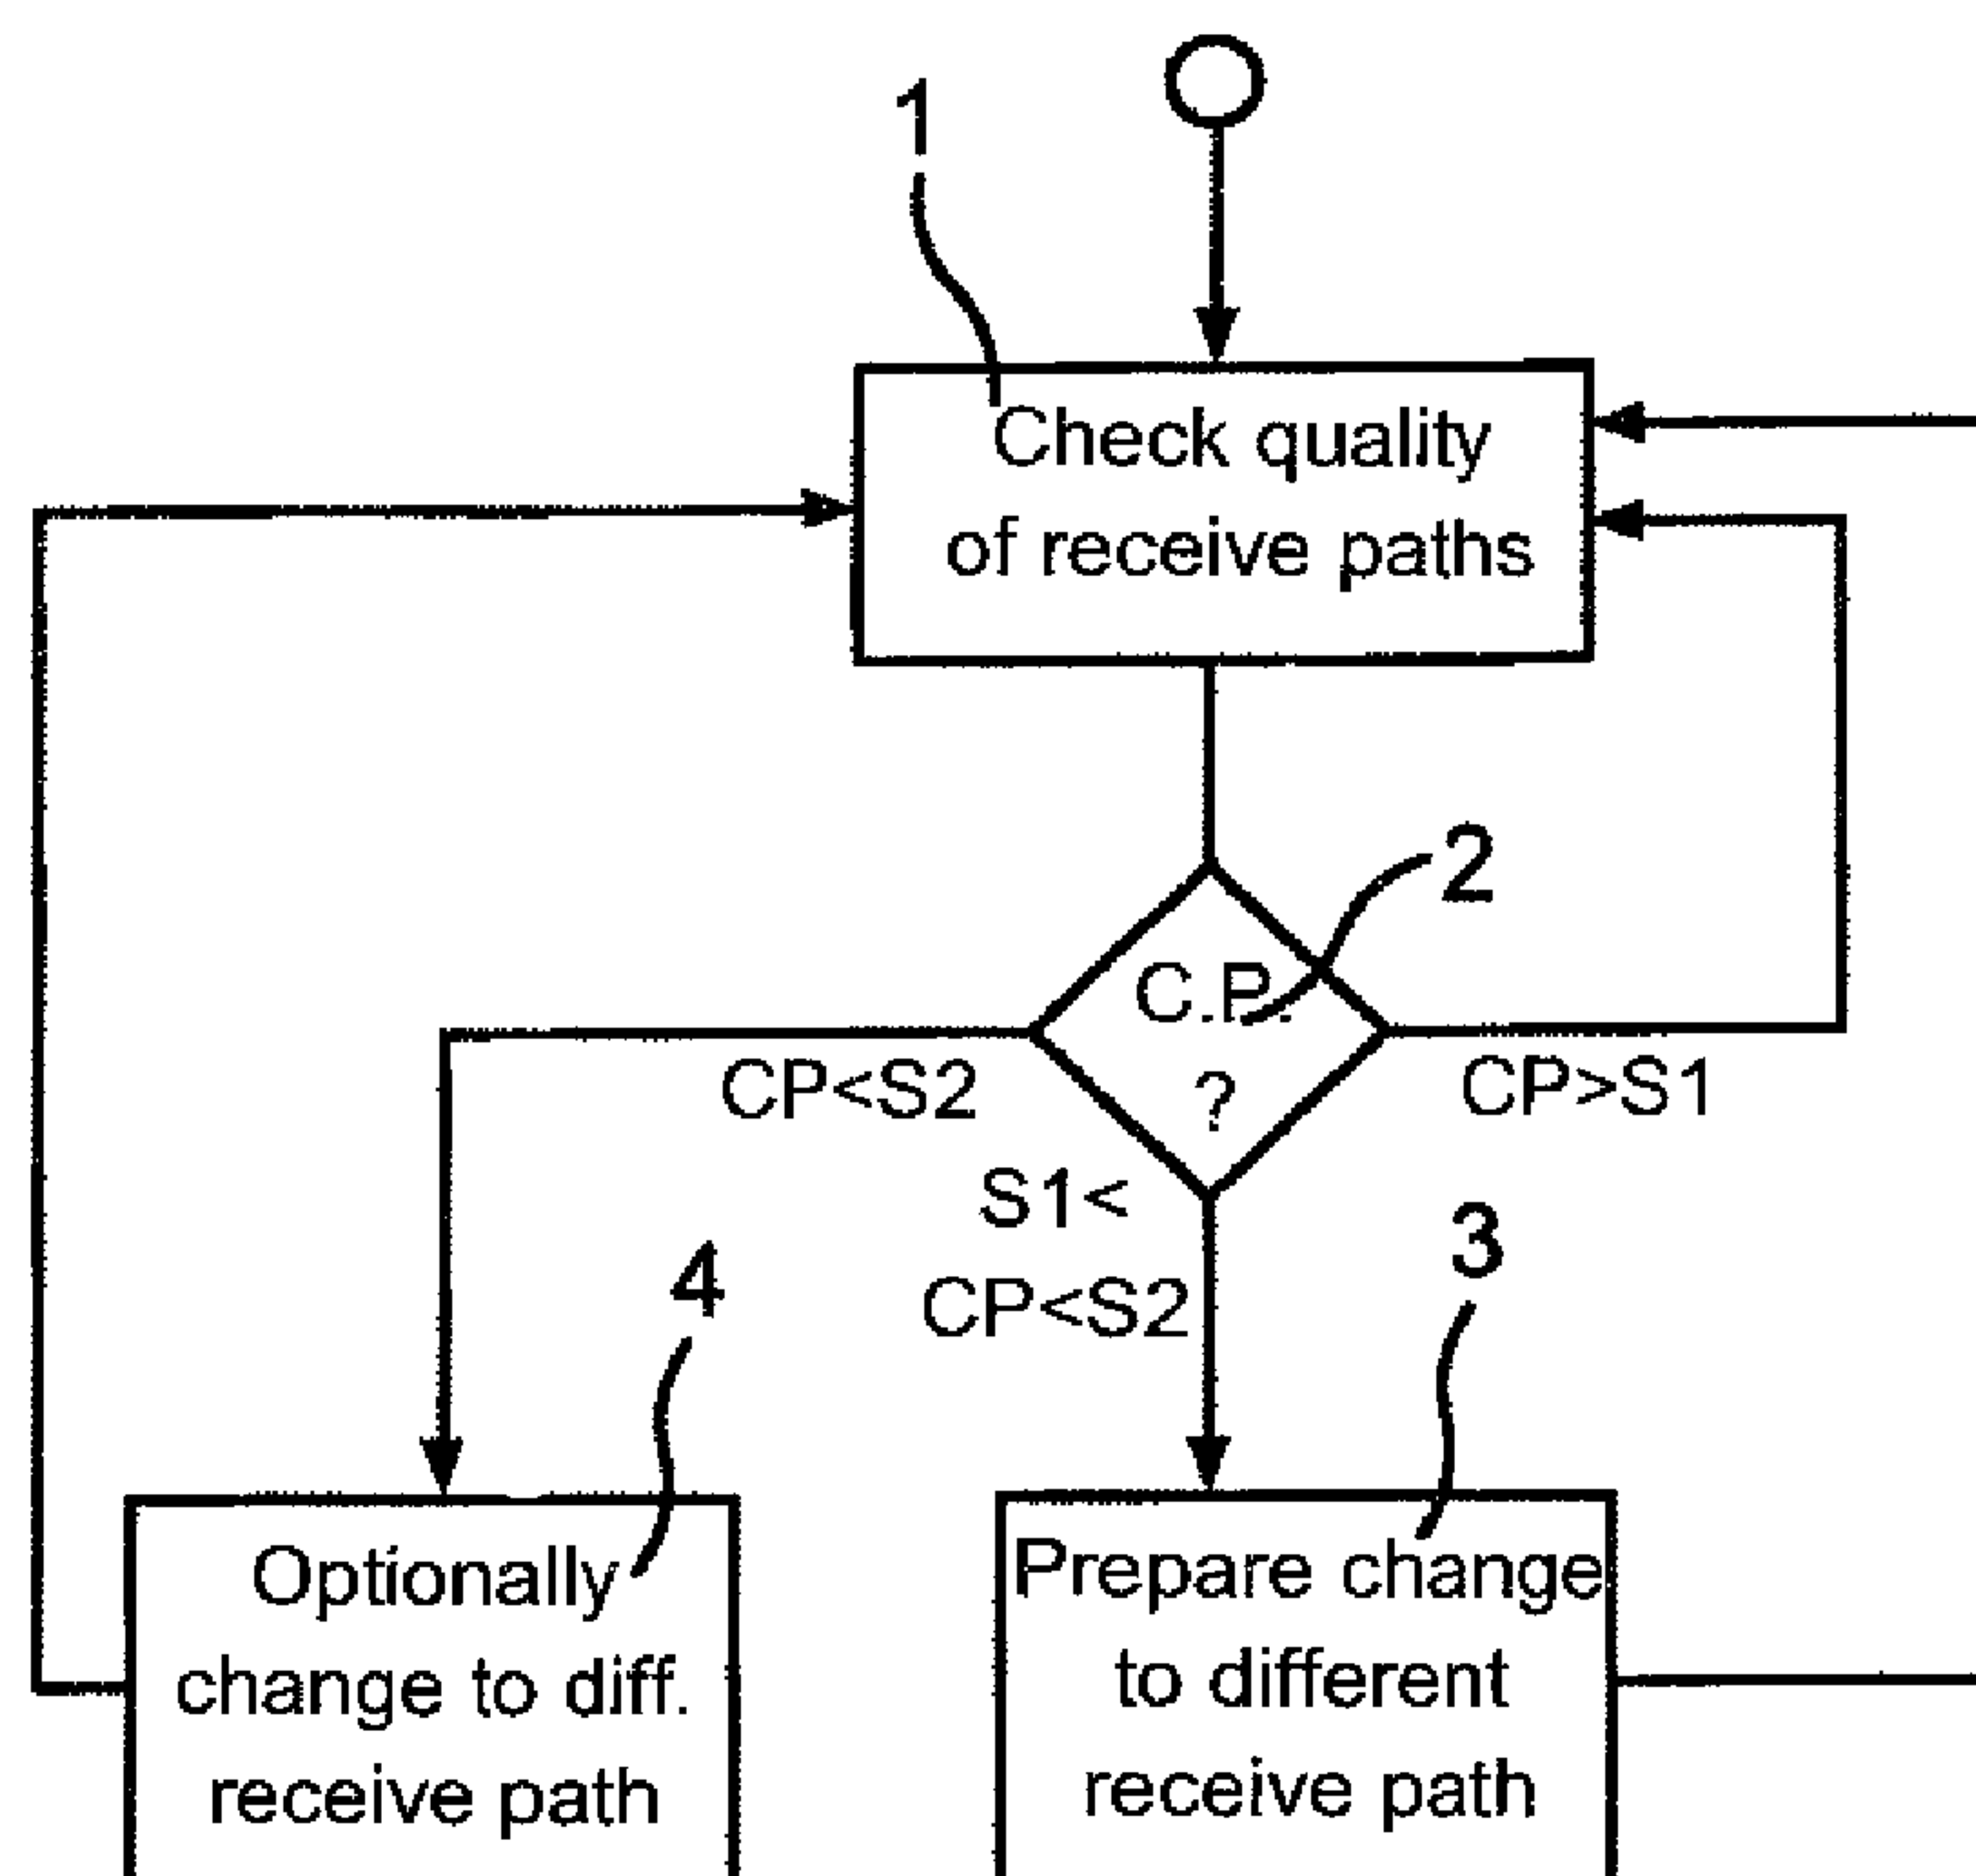 1
Check quality
of receive paths
2
C.P.
?
CP<S2
CP>S1
S1<
CP<S2
4
3
Optionally
change to diff.
receive path
Prepare change
to different
receive path